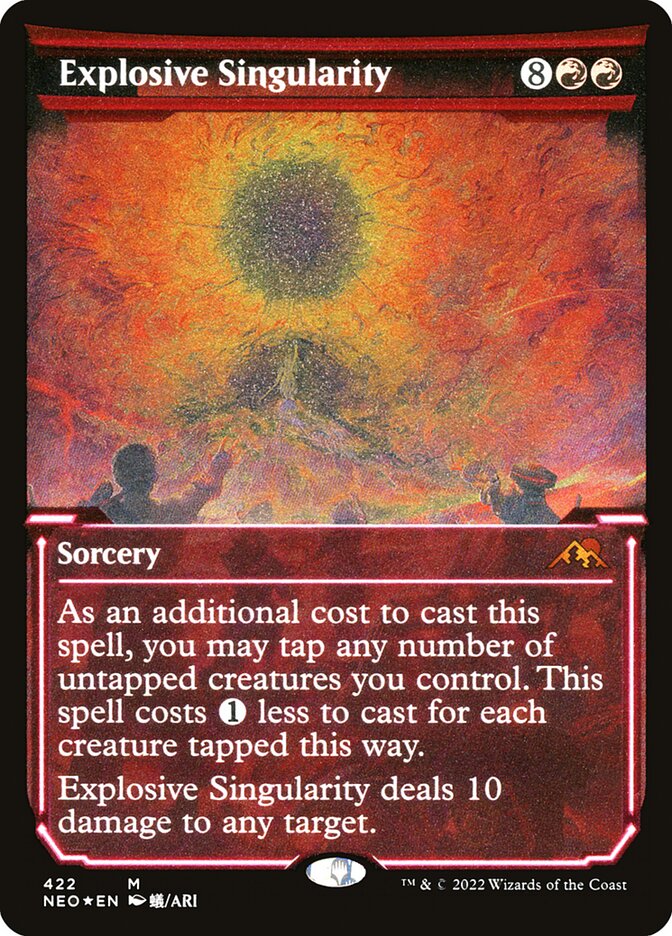 Explosive Singularity 8
Sorcery
As an additional cost to cast this
spell, you may tap any number of
untapped creatures you control. This
spell costs 1 less to cast for each
creature tapped this way.
Explosive Singularity deals 10
damage to any target.
422 M
NEO★EN 蟻/ARI
™ & © 2022 Wizards of the Coast